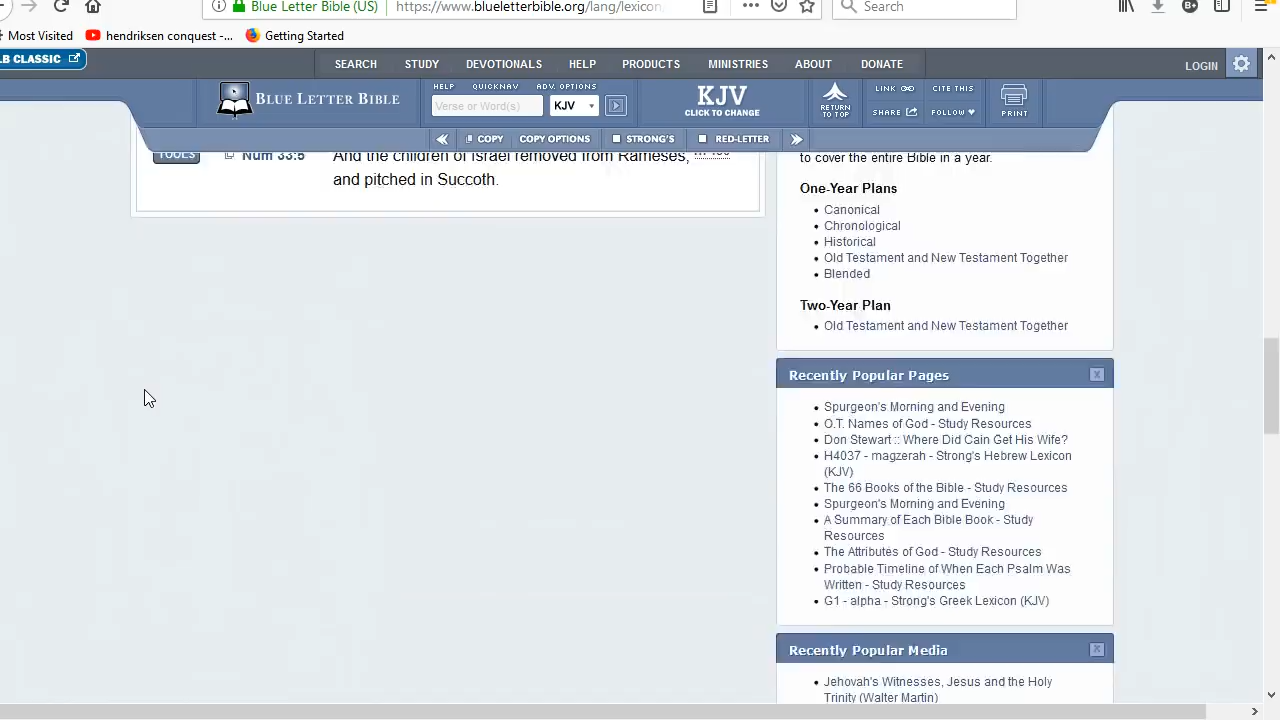 Blue Letter Bible (US)
https://www.blueletterbible.org/lang/lexicon
Search
Most Visited
hendriksen conquest -...
Getting Started
LB CLASSIC
SEARCH
STUDY
DEVOTIONALS
HELP
PRODUCTS
MINISTRIES
ABOUT
DONATE
LOGIN
BLUE LETTER BIBLE
HELP
QUICKNAV
ADV. OPTIONS
Verse or Word(s)
KJV
KJV
CLICK TO CHANGE
RETURN
TO TOP
LINK
CITE THIS
SHARE
FOLLOW
PRINT
COPY
COPY OPTIONS
STRONG'S
RED-LETTER
TOOLS
Num 33:5
And the children of Israel removed from Rameses,
and pitched in Succoth.
to cover the entire Bible in a year.
One-Year Plans
Canonical
Chronological
Historical
Old Testament and New Testament Together
Blended
Two-Year Plan
Old Testament and New Testament Together
Recently Popular Pages
Spurgeon's Morning and Evening
O.T. Names of God - Study Resources
Don Stewart :: Where Did Cain Get His Wife?
H4037 - magzerah - Strong's Hebrew Lexicon
(KJV)
The 66 Books of the Bible - Study Resources
Spurgeon's Morning and Evening
A Summary of Each Bible Book - Study
Resources
The Attributes of God - Study Resources
Probable Timeline of When Each Psalm Was
Written - Study Resources
G1 - alpha - Strong's Greek Lexicon (KJV)
Recently Popular Media
Jehovah's Witnesses, Jesus and the Holy
Trinity (Walter Martin)